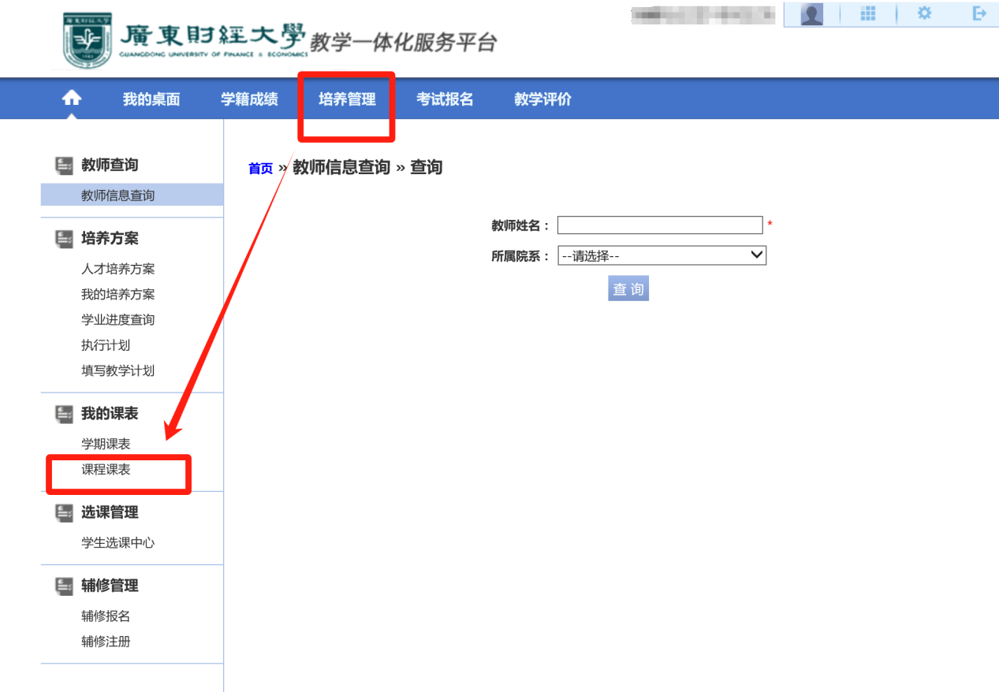 廣東財經大學
GUANGDONG UNIVERSITY OF FINANCE & ECONOMICS
教学一体化服务平台
我的桌面 学籍成绩 培养管理 考试报名 教学评价
教师查询
教师信息查询
培养方案
人才培养方案
我的培养方案
学业进度查询
执行计划
填写教学计划
我的课表
学期课表
课程课表
选课管理
学生选课中心
辅修管理
辅修报名
辅修注册
首页 » 教师信息查询 » 查询
教师姓名： *
所属院系： --请选择--
查 询